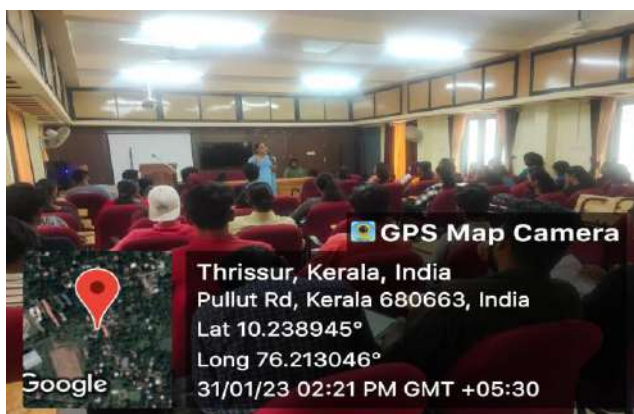 GPS Map Camera
Thrissur, Kerala, India
Pullut Rd, Kerala 680663, India
Lat 10.238945°
Long 76.213046°
31/01/23 02:21 PM GMT +05:30
Google